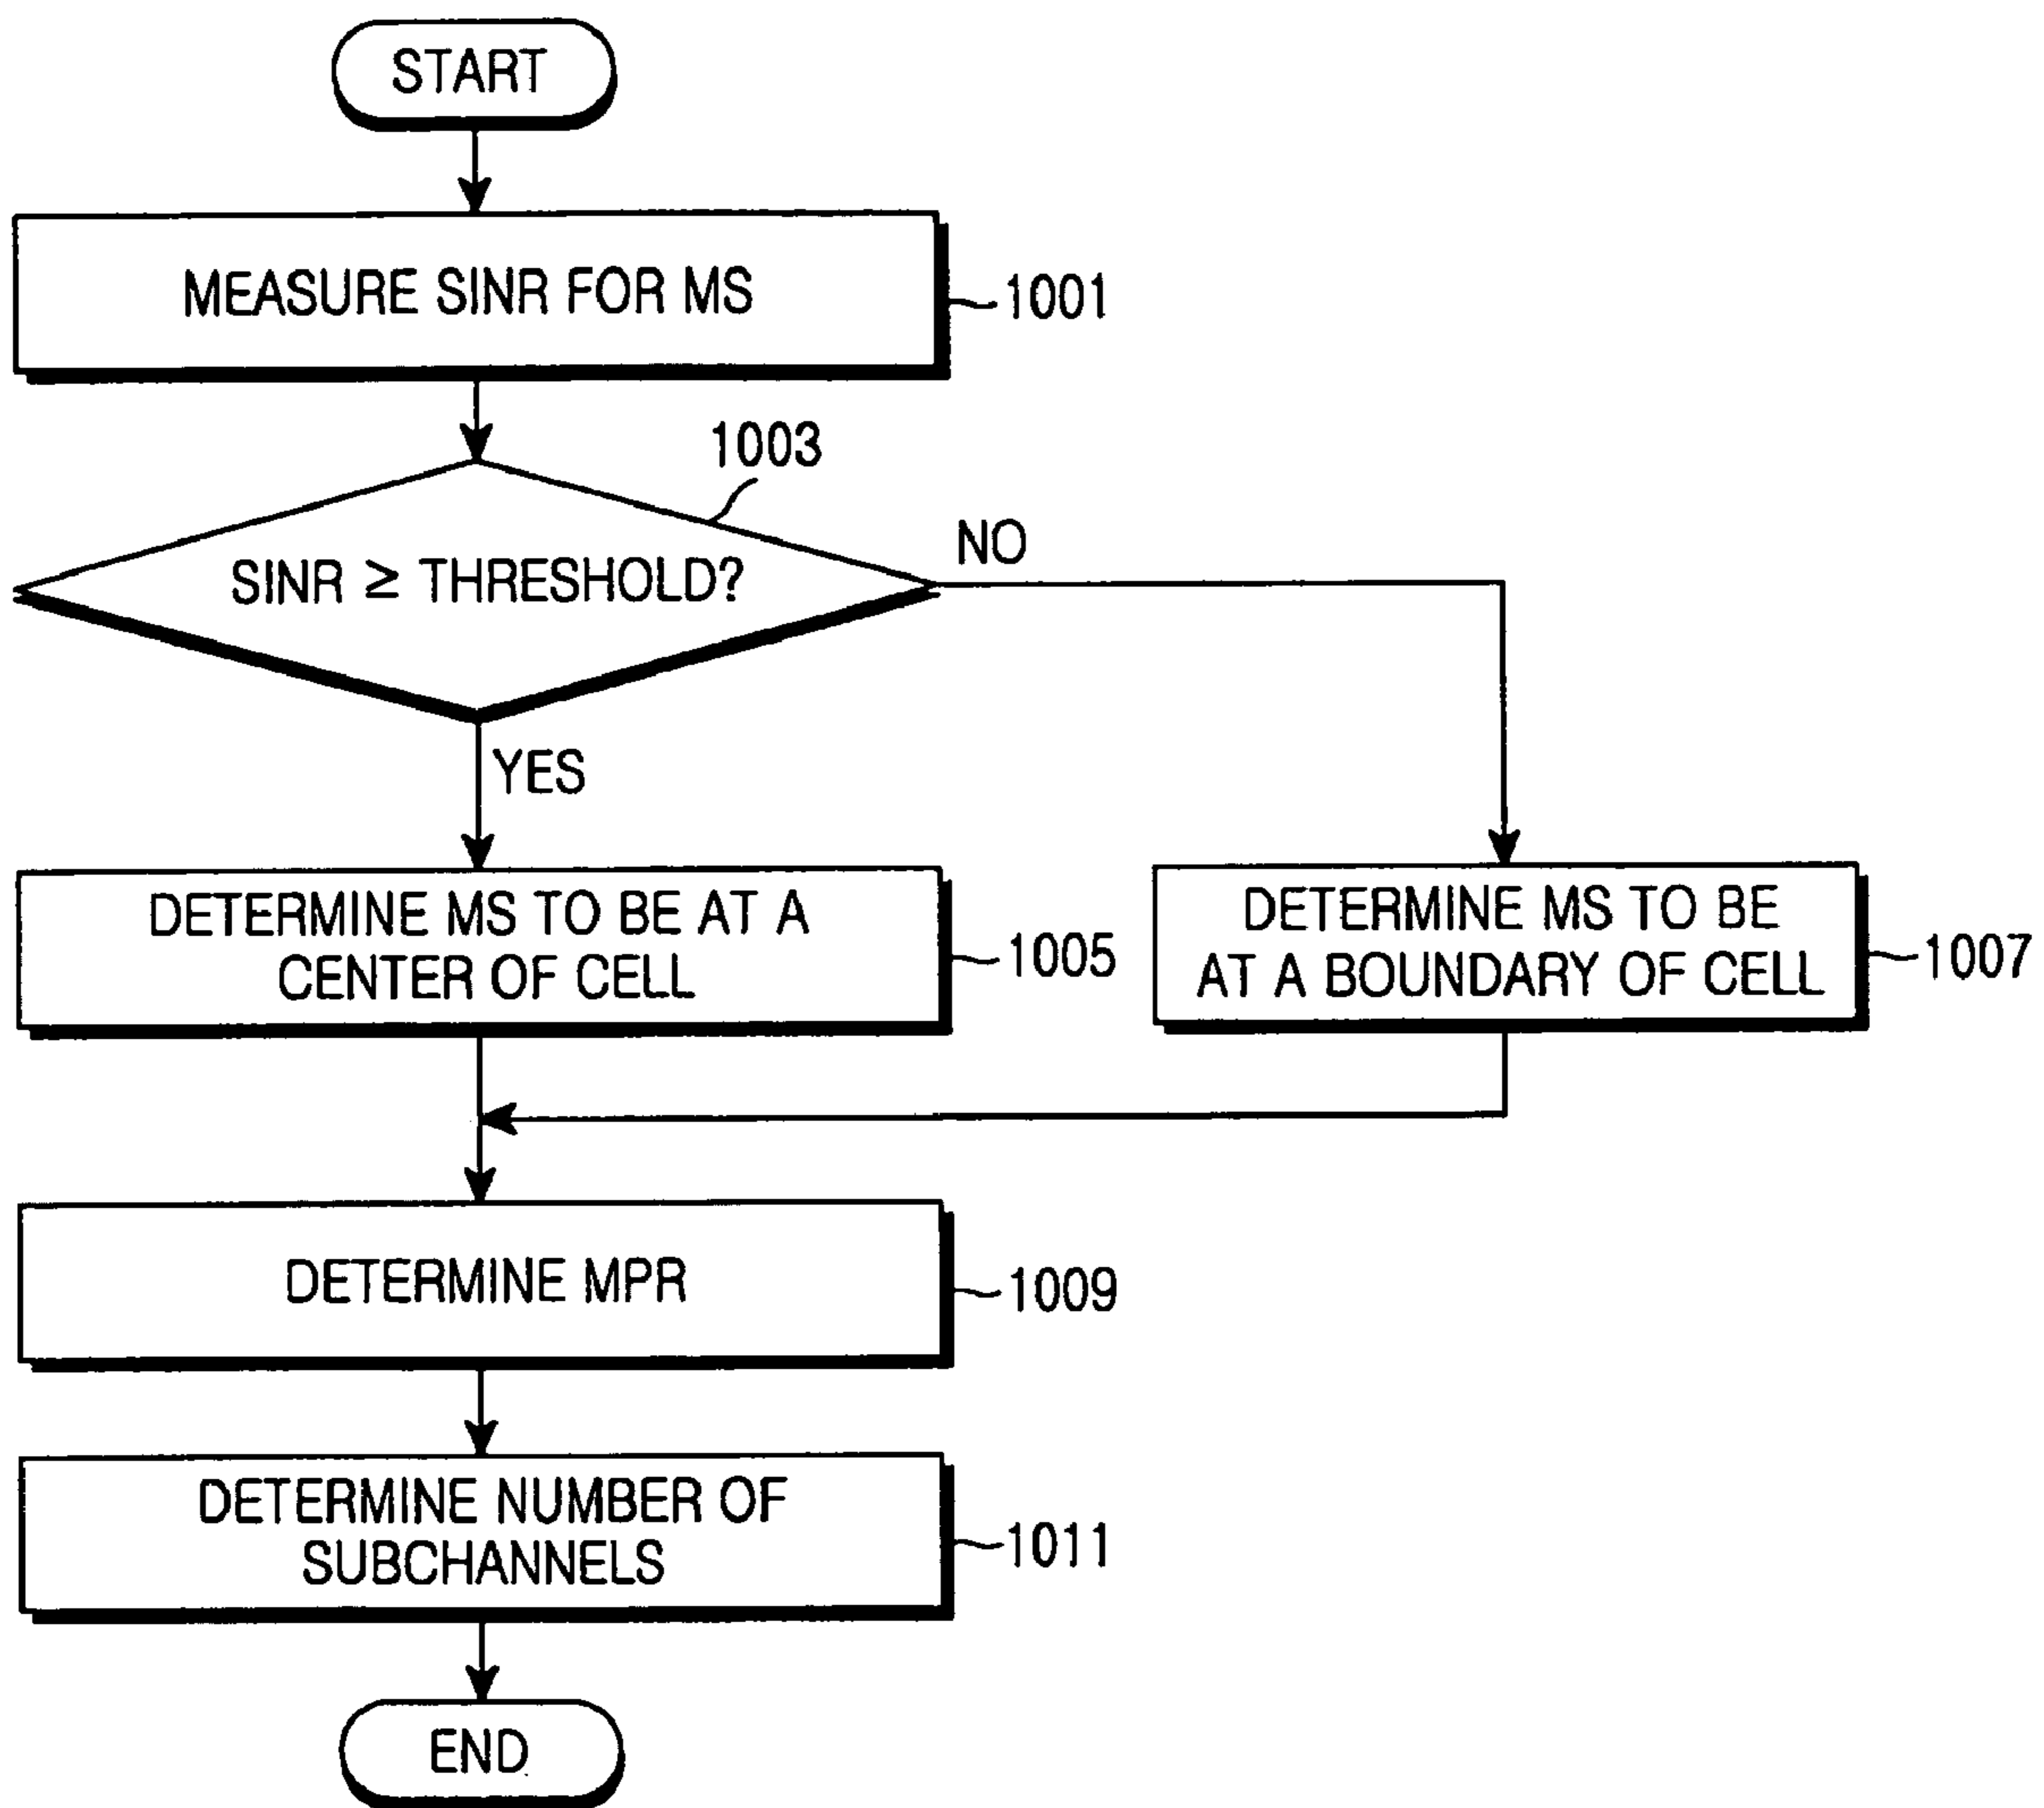 START
MEASURE SINR FOR MS
1001
1003
SINR ≥ THRESHOLD?
NO
YES
DETERMINE MS TO BE AT A
CENTER OF CELL
1005
DETERMINE MS TO BE
AT A BOUNDARY OF CELL
1007
DETERMINE MPR
1009
DETERMINE NUMBER OF
SUBCHANNELS
1011
END